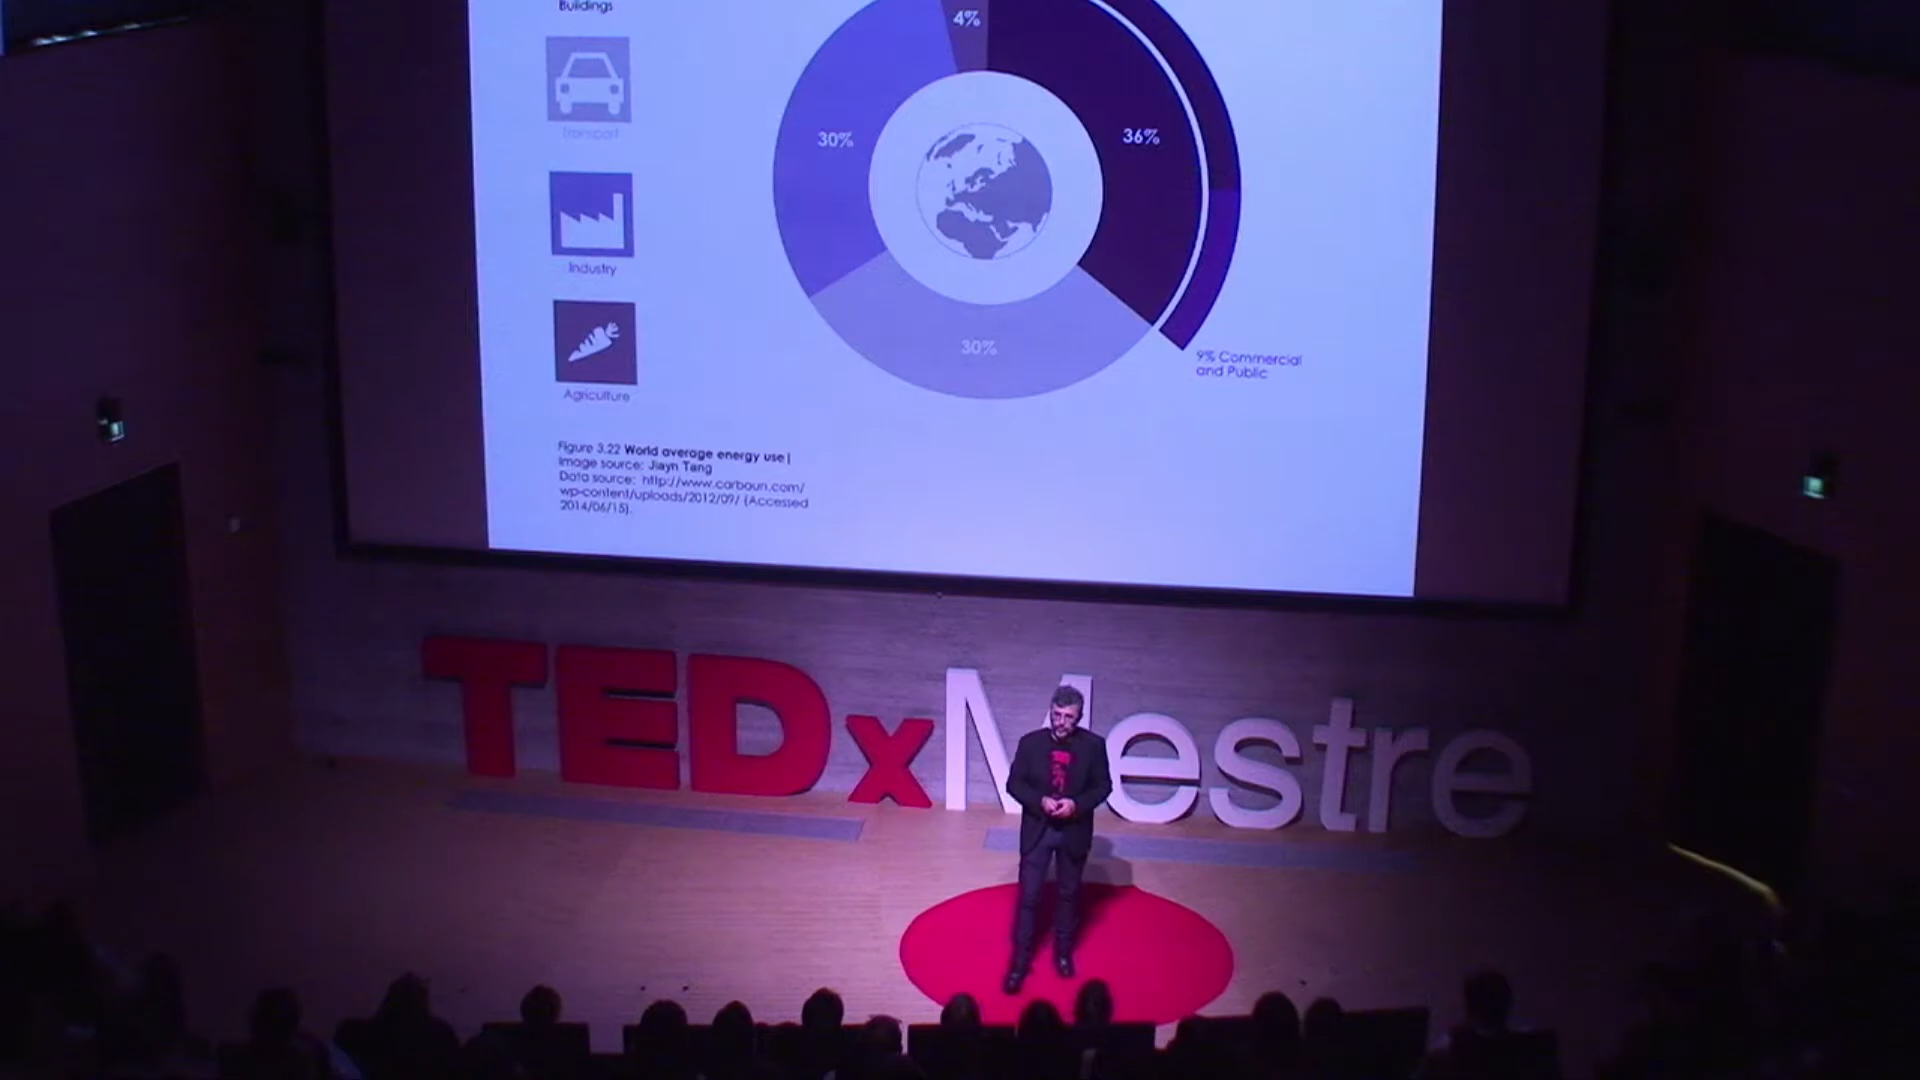 Buildings
4%
30%
36%
Transport
Industry
30%
9% Commercial
and Public
Agriculture
Figure 3.22 World average energy use|
Image source: Jiayn Tang
Data source: http://www.carboun.com/
wp-content/uploads/2012/09/ (Accessed
2014/06/15).
TEDxMestre